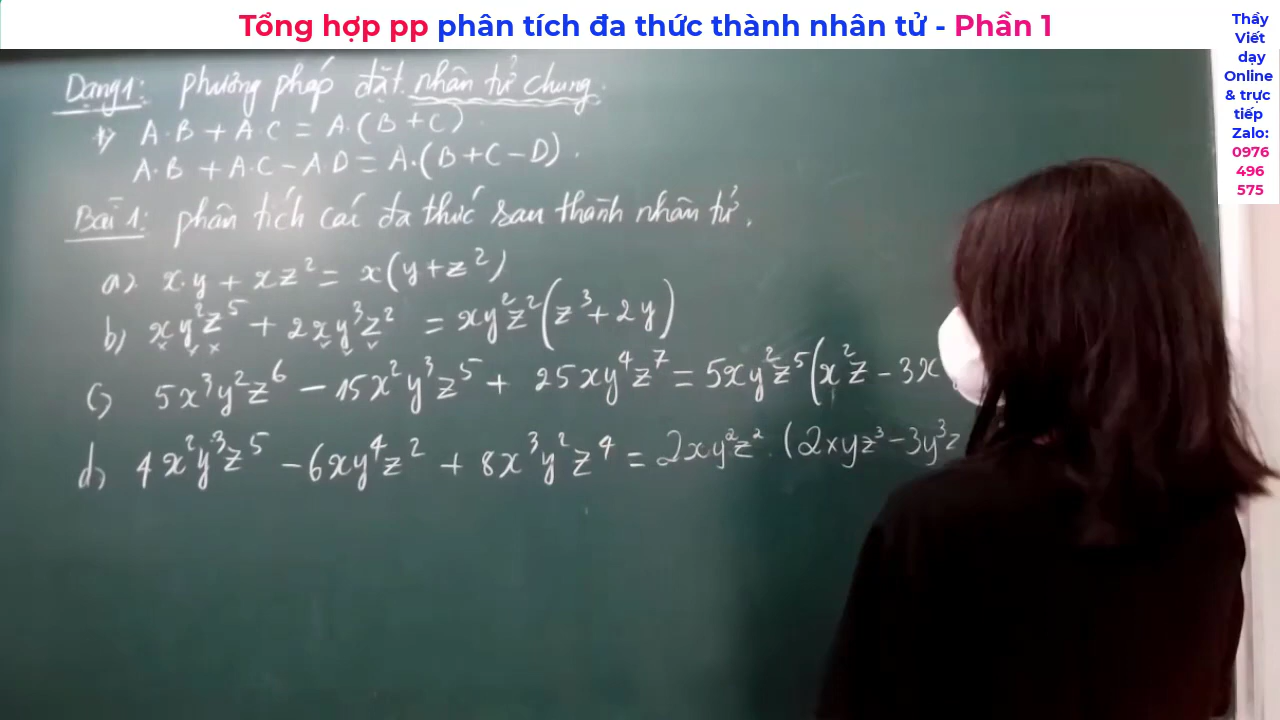 Tổng hợp pp phân tích đa thức thành nhân tử - Phần 1
Thầy
Viết
dạy
Online
& trực
tiếp
Zalo:
0976
496
575
Dạng 1: phương pháp đặt nhân tử chung.
A.B + A.C = A.(B+C)
A.B + A.C - A.D = A.(B+C-D).
Bài 1: phân tích các đa thức sau thành nhân tử.
a) x.y + xz² = x(y+z²)
b) xy²z⁵ + 2xy³z² = xy²z²(z³+2y)
c) 5x³y²z⁶ - 15x²y³z⁵ + 25xy⁴z⁷ = 5xy²z⁵(x²z - 3x
d) 4x²y³z⁵ - 6xy⁴z² + 8x³y²z⁴ = 2xy²z².(2xyz³-3y³z